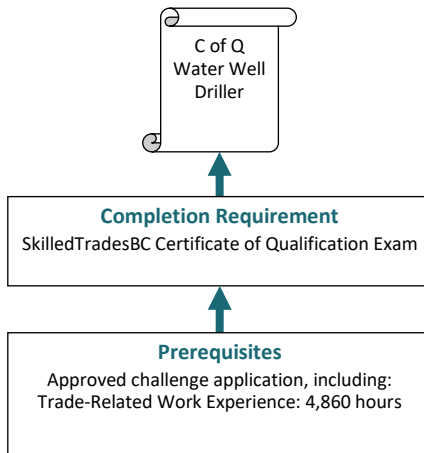 C of Q
Water Well
Driller
Completion Requirement
SkilledTradesBC Certificate of Qualification Exam
Prerequisites
Approved challenge application, including:
Trade-Related Work Experience: 4,860 hours